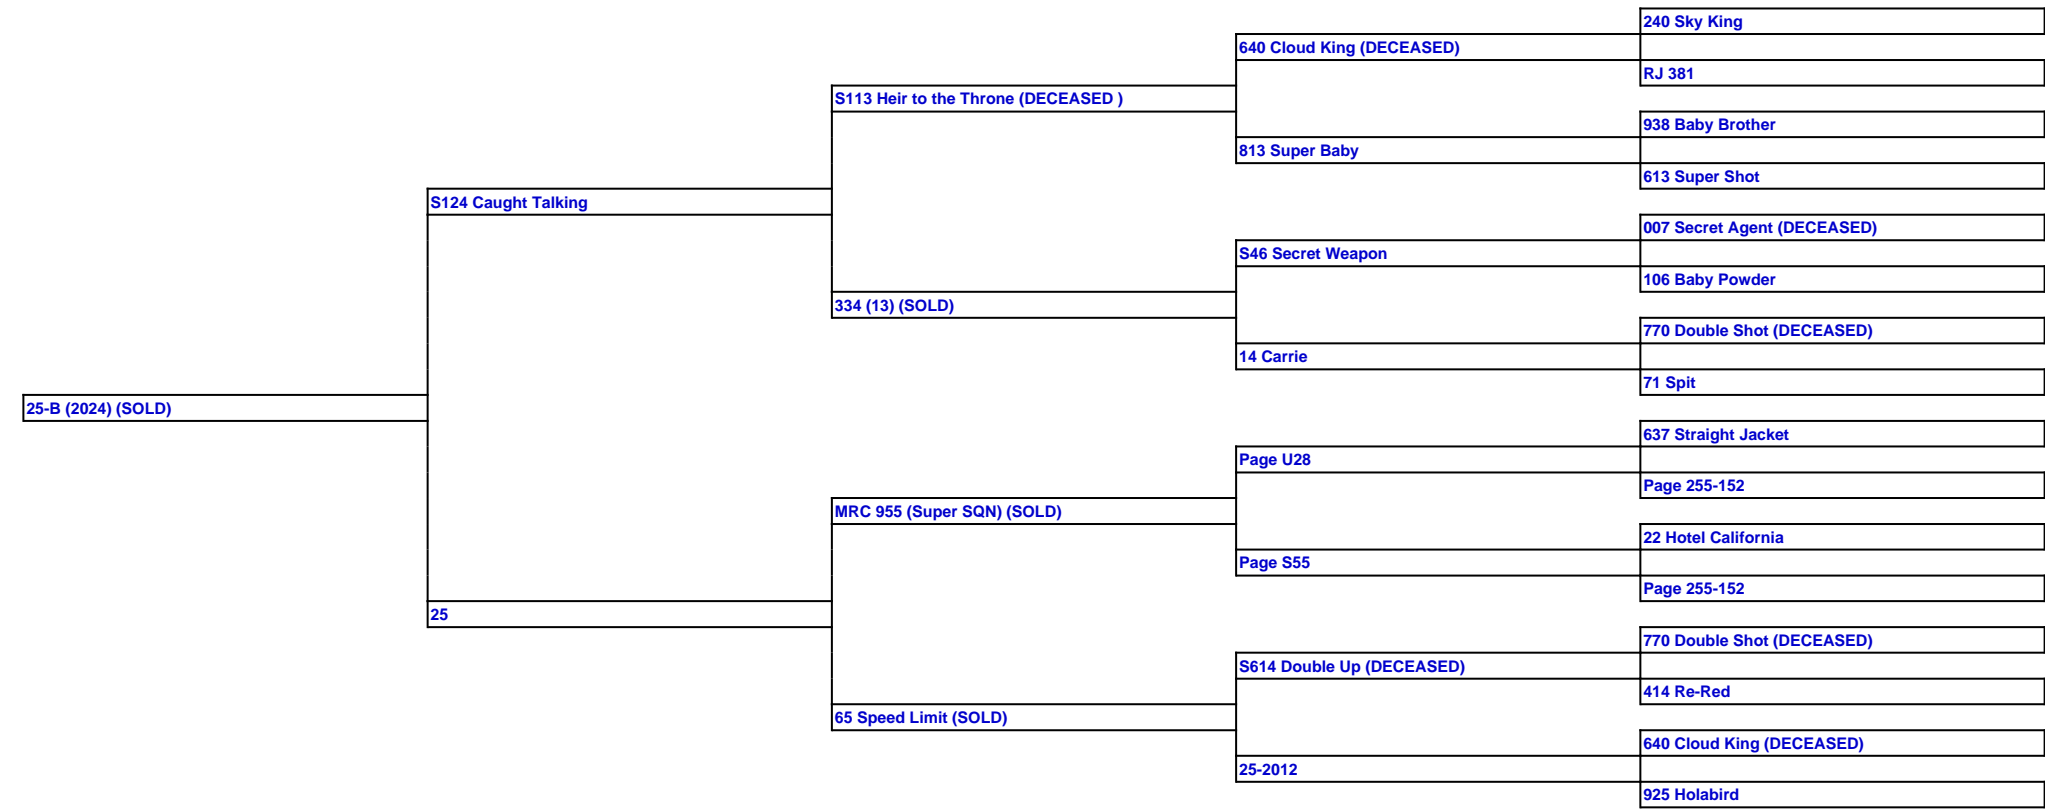 240 Sky King
640 Cloud King (DECEASED)
RJ 381
S113 Heir to the Throne (DECEASED )
938 Baby Brother
813 Super Baby
613 Super Shot
S124 Caught Talking
007 Secret Agent (DECEASED)
S46 Secret Weapon
106 Baby Powder
334 (13) (SOLD)
770 Double Shot (DECEASED)
14 Carrie
71 Spit
25-B (2024) (SOLD)
637 Straight Jacket
Page U28
Page 255-152
MRC 955 (Super SQN) (SOLD)
22 Hotel California
Page S55
Page 255-152
25
770 Double Shot (DECEASED)
S614 Double Up (DECEASED)
414 Re-Red
65 Speed Limit (SOLD)
640 Cloud King (DECEASED)
25-2012
925 Holabird